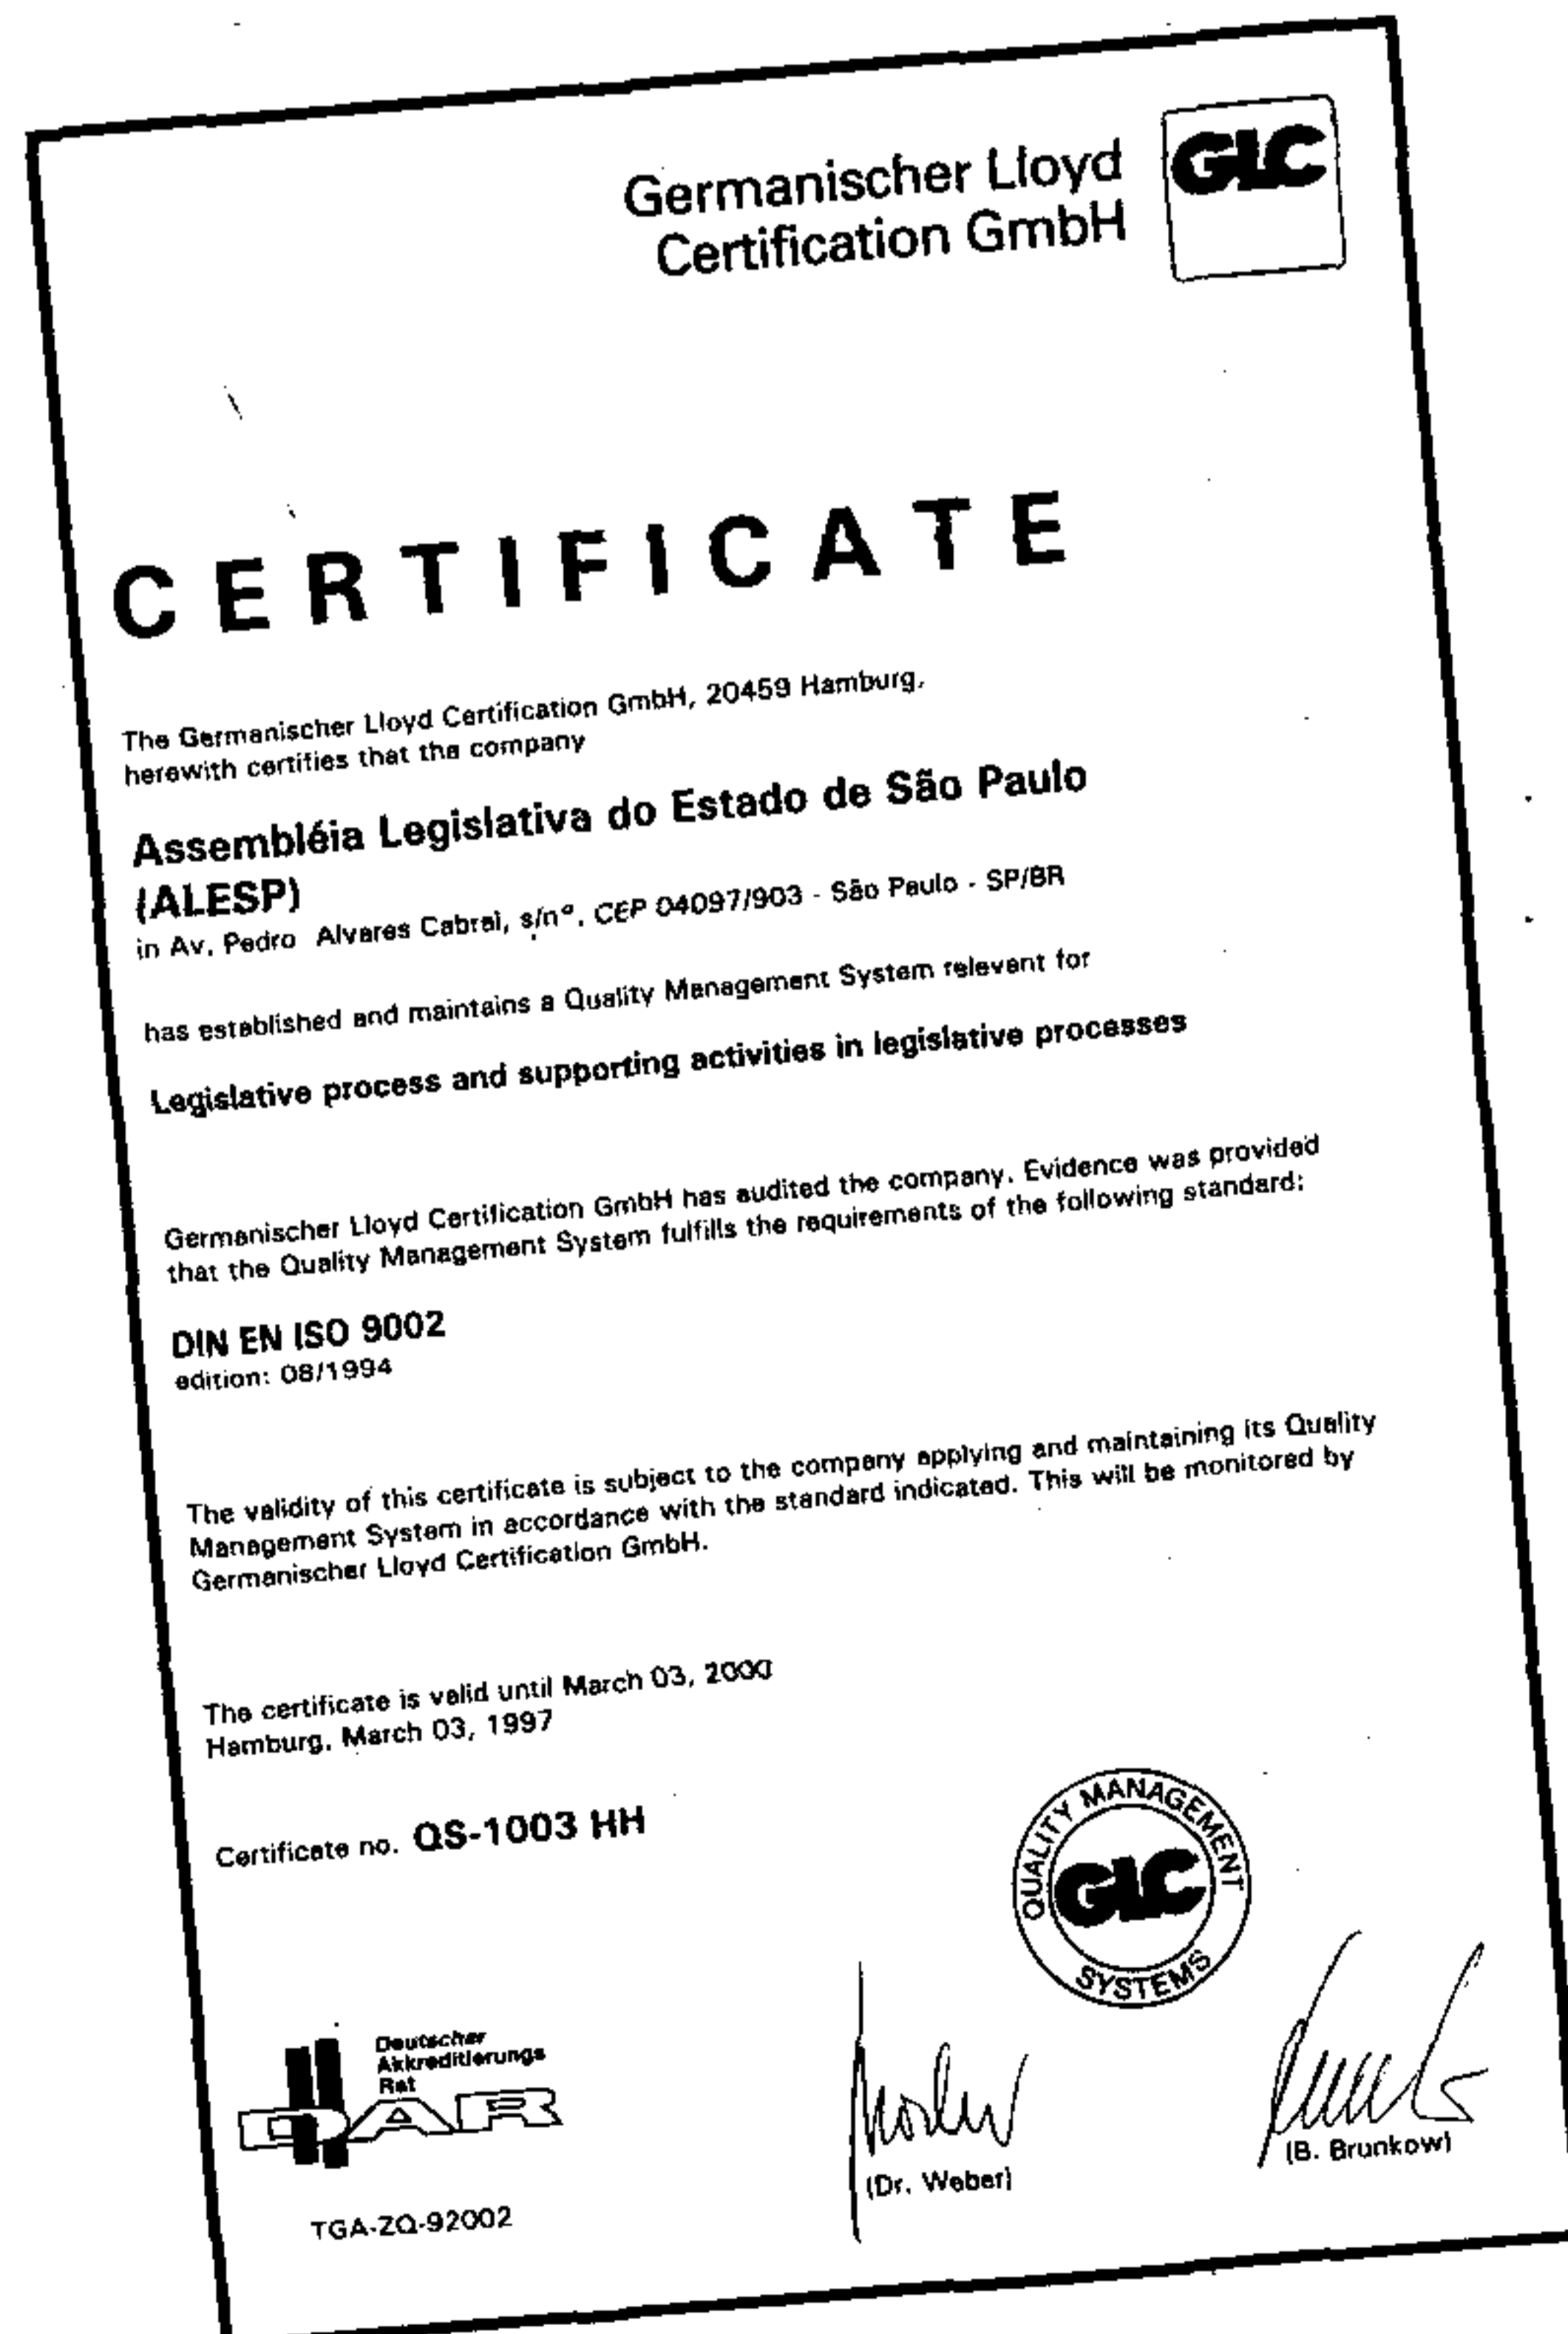 Germanischer Lloyd
Certification GmbH
GLC
CERTIFICATE
The Germanischer Lloyd Certification GmbH, 20459 Hamburg,
herewith certifies that the company
Assembléia Legislativa do Estado de São Paulo
(ALESP)
in Av. Pedro Alvares Cabral, s/nº, CEP 04097/903 - São Paulo - SP/BR
has established and maintains a Quality Management System relevant for
Legislative process and supporting activities in legislative processes
Germanischer Lloyd Certification GmbH has audited the company. Evidence was provided
that the Quality Management System fulfills the requirements of the following standard:
DIN EN ISO 9002
edition: 08/1994
The validity of this certificate is subject to the company applying and maintaining its Quality
Management System in accordance with the standard indicated. This will be monitored by
Germanischer Lloyd Certification GmbH.
The certificate is valid until March 03, 2000
Hamburg, March 03, 1997
Certificate no. QS-1003 HH
QUALITY MANAGEMENT
GLC
SYSTEMS
Deutscher
Akkreditierungs
Rat
DAR
(Dr. Weber)
(B. Brunkow)
TGA-ZQ-92002